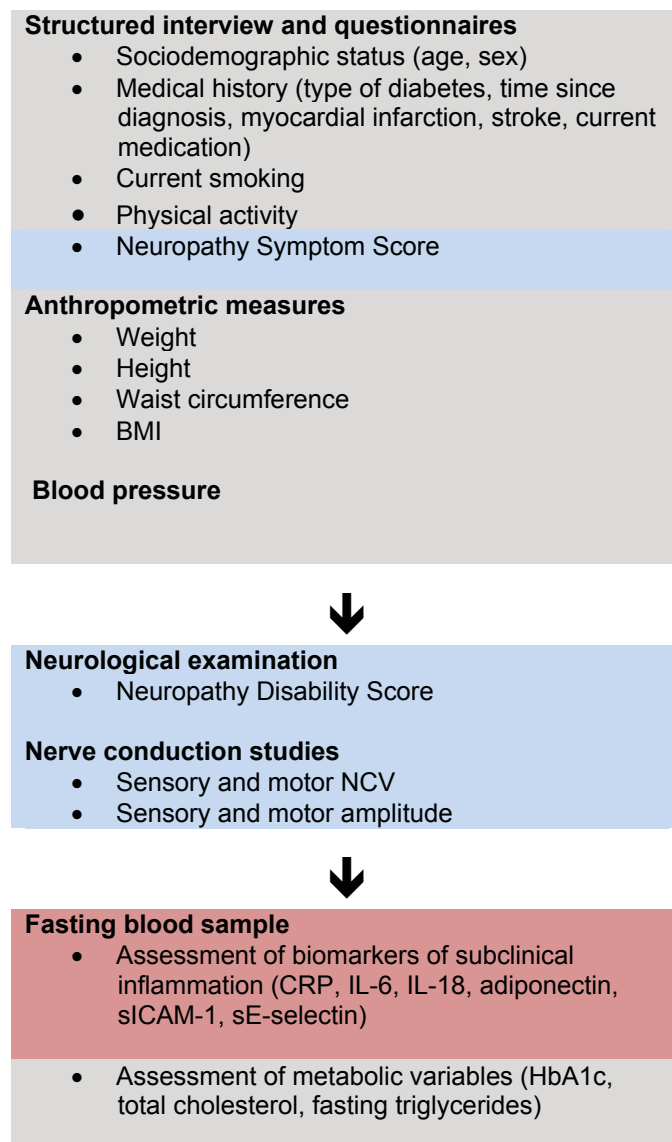 Structured interview and questionnaires
• Sociodemographic status (age, sex)
• Medical history (type of diabetes, time since
diagnosis, myocardial infarction, stroke, current
medication)
• Current smoking
• Physical activity
• Neuropathy Symptom Score
Anthropometric measures
• Weight
• Height
• Waist circumference
• BMI
Blood pressure
Neurological examination
• Neuropathy Disability Score
Nerve conduction studies
• Sensory and motor NCV
• Sensory and motor amplitude
Fasting blood sample
• Assessment of biomarkers of subclinical
inflammation (CRP, IL-6, IL-18, adiponectin,
sICAM-1, sE-selectin)
• Assessment of metabolic variables (HbA1c,
total cholesterol, fasting triglycerides)